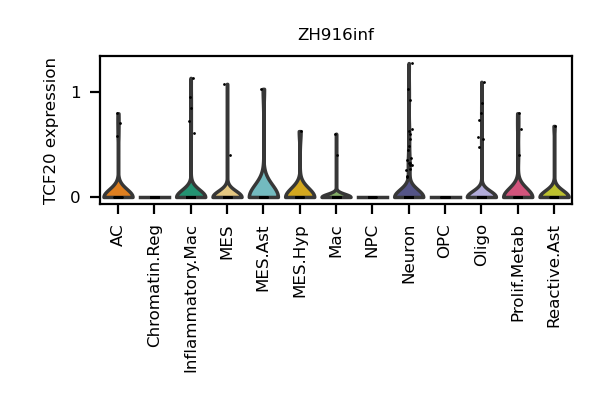 ZH916inf
TCF20 expression
1
0
AC
Chromatin.Reg
Inflammatory.Mac
MES
MES.Ast
MES.Hyp
Mac
NPC
Neuron
OPC
Oligo
Prolif.Metab
Reactive.Ast